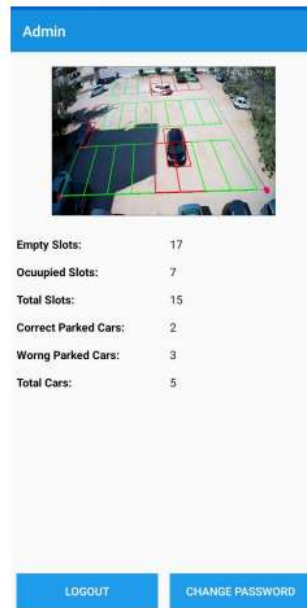 Admin
Empty Slots: 17
Ocuupied Slots: 7
Total Slots: 15
Correct Parked Cars: 2
Worng Parked Cars: 3
Total Cars: 5
LOGOUT CHANGE PASSWORD